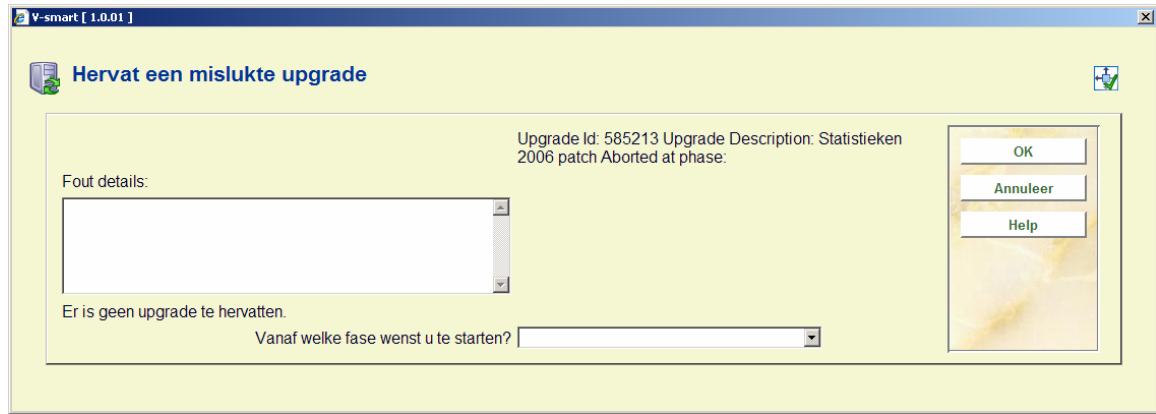 V-smart [ 1.0.01 ]
Hervat een mislukte upgrade
Upgrade Id: 585213 Upgrade Description: Statistieken
2006 patch Aborted at phase:
Fout details:
Er is geen upgrade te hervatten.
Vanaf welke fase wenst u te starten?
OK
Annuleer
Help